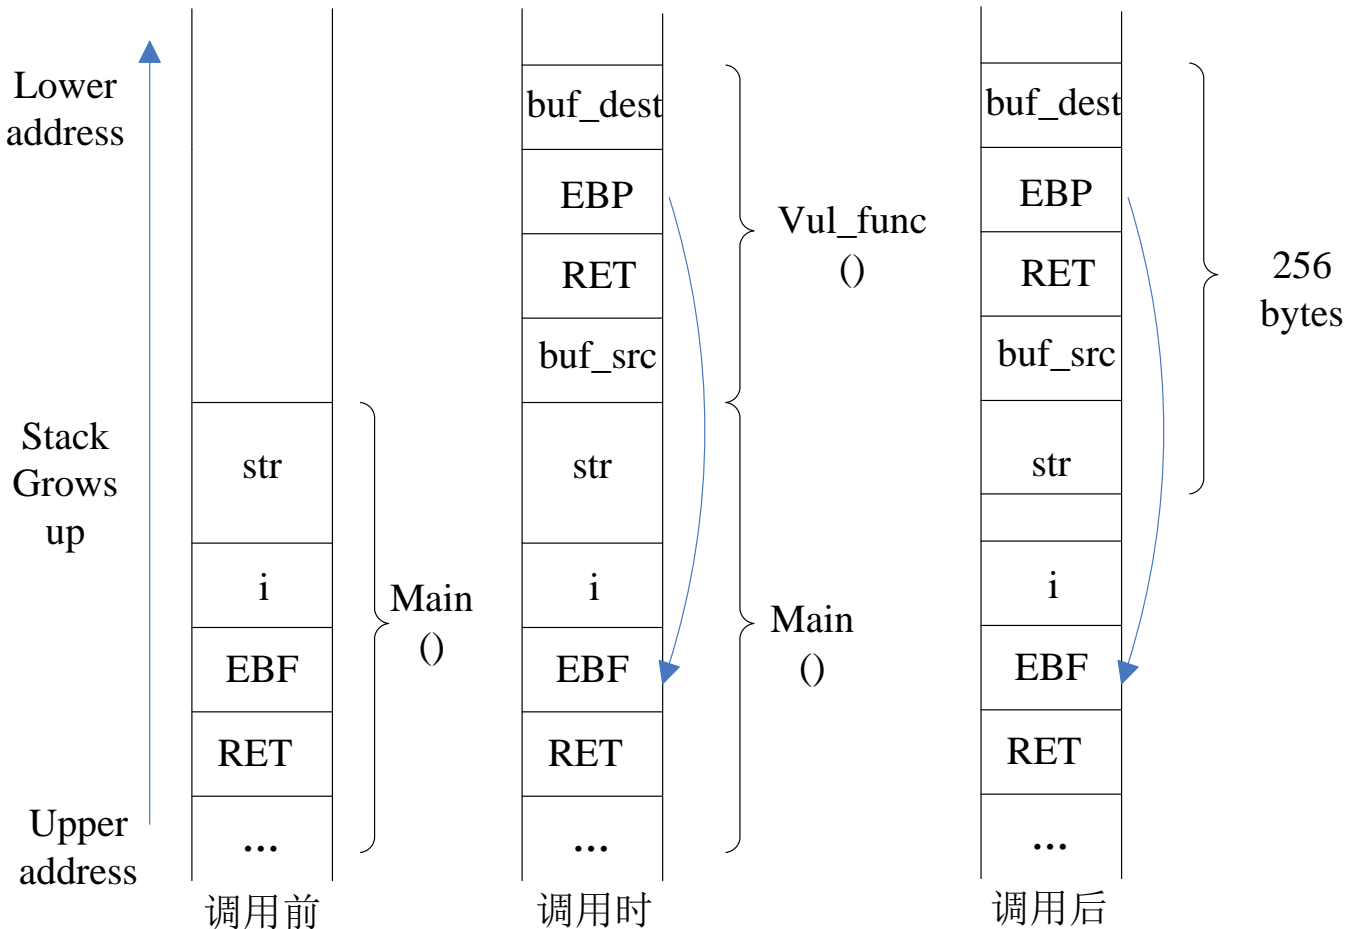 Lower
address
Stack
Grows
up
Upper
address
str
i
EBF
RET
...
Main
()
调用前
buf_dest
EBP
RET
buf_src
str
i
EBF
RET
...
Vul_func
()
Main
()
调用时
buf_dest
EBP
RET
buf_src
str
i
EBF
RET
...
256
bytes
调用后